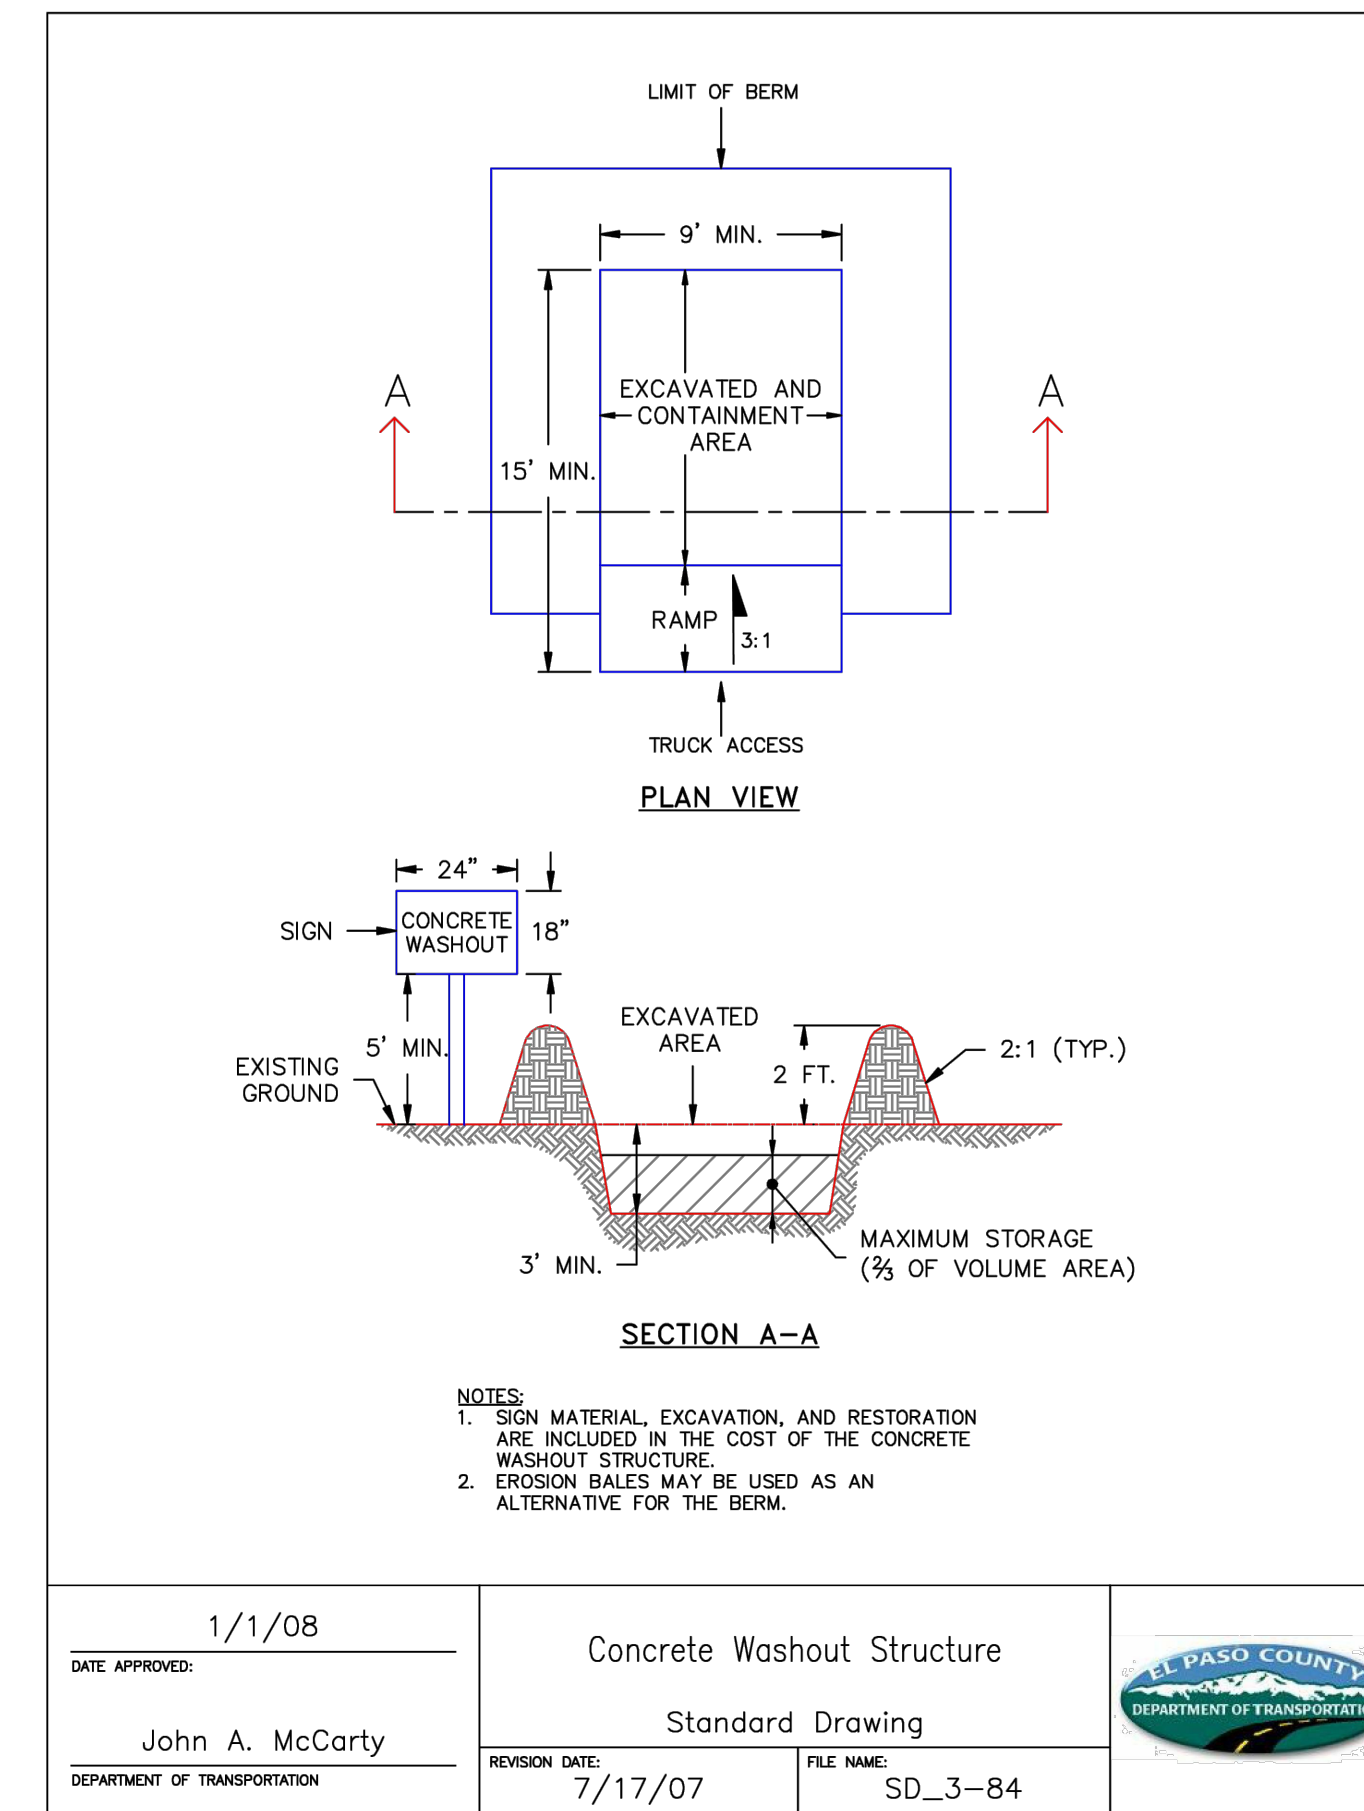 LIMIT OF BERM
9' MIN.
A
EXCAVATED AND
CONTAINMENT
AREA
A
15' MIN.
RAMP
3:1
TRUCK ACCESS
PLAN VIEW
24"
SIGN
CONCRETE
WASHOUT
18"
EXCAVATED
AREA
5' MIN.
2:1 (TYP.)
EXISTING
GROUND
2 FT.
MAXIMUM STORAGE
(⅔ OF VOLUME AREA)
3' MIN.
SECTION A-A
NOTES:
1. SIGN MATERIAL, EXCAVATION, AND RESTORATION
ARE INCLUDED IN THE COST OF THE CONCRETE
WASHOUT STRUCTURE.
2. EROSION BALES MAY BE USED AS AN
ALTERNATIVE FOR THE BERM.
1/1/08
DATE APPROVED:
John A. McCarty
DEPARTMENT OF TRANSPORTATION
Concrete Washout Structure
Standard Drawing
REVISION DATE:
7/17/07
FILE NAME:
SD_3-84
EL PASO COUNTY
DEPARTMENT OF